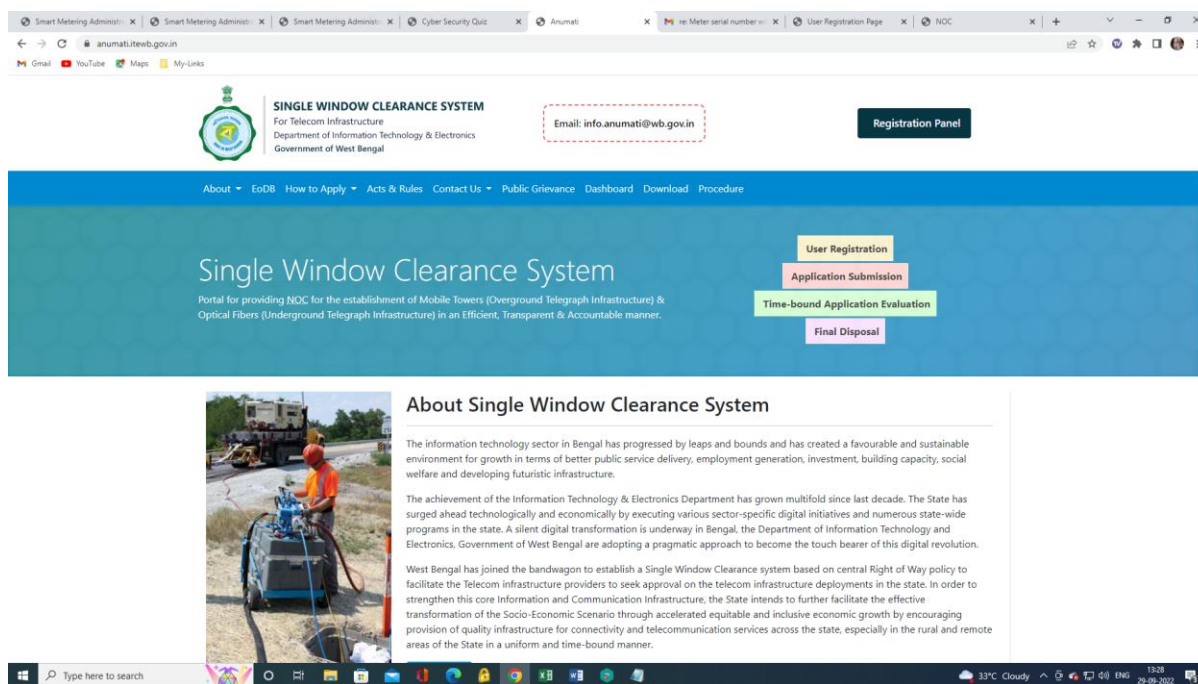 Smart Metering Administr
Smart Metering Administr
Smart Metering Administr
Cyber Security Quiz
Anumati
re: Meter serial number wi
User Registration Page
NOC
anumati.itewb.gov.in
Gmail
YouTube
Maps
My-Links
SINGLE WINDOW CLEARANCE SYSTEM
For Telecom Infrastructure
Department of Information Technology & Electronics
Government of West Bengal
Email: info.anumati@wb.gov.in
Registration Panel
About EoDB How to Apply Acts & Rules Contact Us Public Grievance Dashboard Download Procedure
Single Window Clearance System
Portal for providing NOC for the establishment of Mobile Towers (Overground Telegraph Infrastructure) &
Optical Fibers (Underground Telegraph Infrastructure) in an Efficient, Transparent & Accountable manner.
User Registration
Application Submission
Time-bound Application Evaluation
Final Disposal
About Single Window Clearance System
The information technology sector in Bengal has progressed by leaps and bounds and has created a favourable and sustainable
environment for growth in terms of better public service delivery, employment generation, investment, building capacity, social
welfare and developing futuristic infrastructure.
The achievement of the Information Technology & Electronics Department has grown multifold since last decade. The State has
surged ahead technologically and economically by executing various sector-specific digital initiatives and numerous state-wide
programs in the state. A silent digital transformation is underway in Bengal, the Department of Information Technology and
Electronics, Government of West Bengal are adopting a pragmatic approach to become the touch bearer of this digital revolution.
West Bengal has joined the bandwagon to establish a Single Window Clearance system based on central Right of Way policy to
facilitate the Telecom infrastructure providers to seek approval on the telecom infrastructure deployments in the state. In order to
strengthen this core Information and Communication Infrastructure, the State intends to further facilitate the effective
transformation of the Socio-Economic Scenario through accelerated equitable and inclusive economic growth by encouraging
provision of quality infrastructure for connectivity and telecommunication services across the state, especially in the rural and remote
areas of the State in a uniform and time-bound manner.
Type here to search
33°C Cloudy
ENG
13:28
29-09-2022